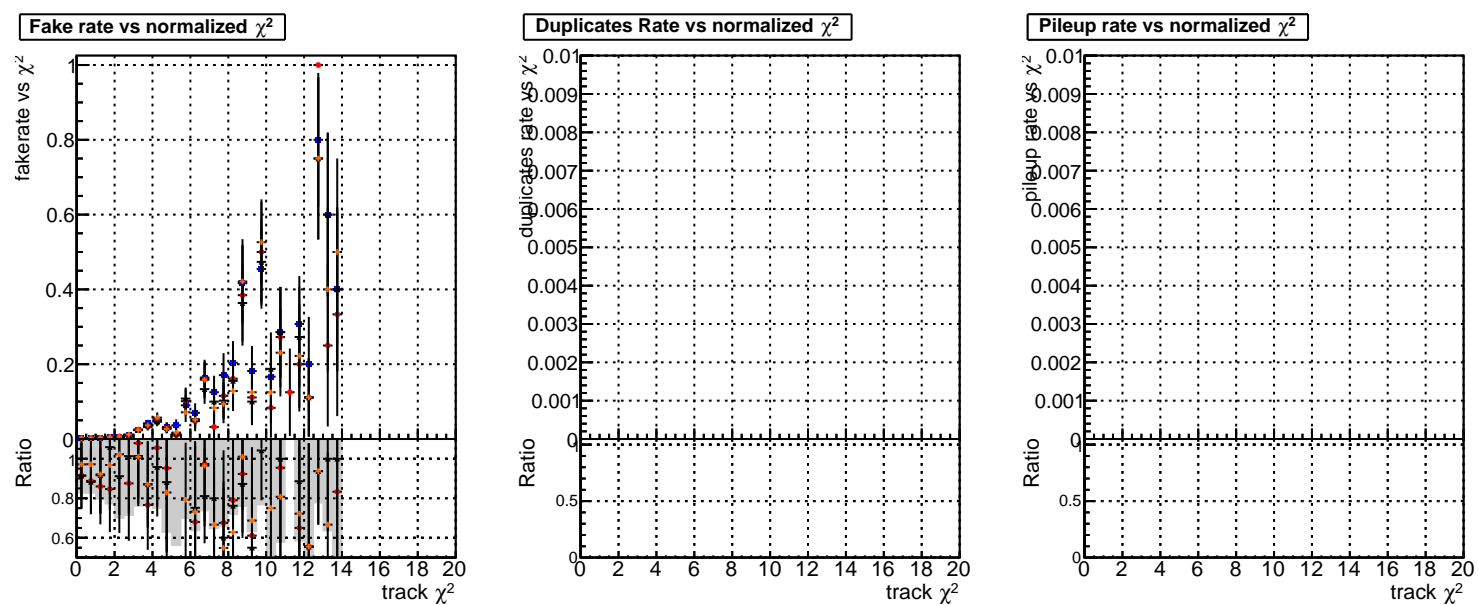 Fake rate vs normalized χ²
fakerate vs χ²
1
0.8
0.6
0.4
0.2
0
Ratio
1
0.8
0.6
0 2 4 6 8 10 12 14 16 18 20
track χ²
Duplicates Rate vs normalized χ²
duplicates rate vs χ²
0.01
0.009
0.008
0.007
0.006
0.005
0.004
0.003
0.002
0.001
0
Ratio
1
0.5
0
0 2 4 6 8 10 12 14 16 18 20
track χ²
Pileup rate vs normalized χ²
pileup rate vs χ²
0.01
0.009
0.008
0.007
0.006
0.005
0.004
0.003
0.002
0.001
0
Ratio
1
0.5
0
0 2 4 6 8 10 12 14 16 18 20
track χ²